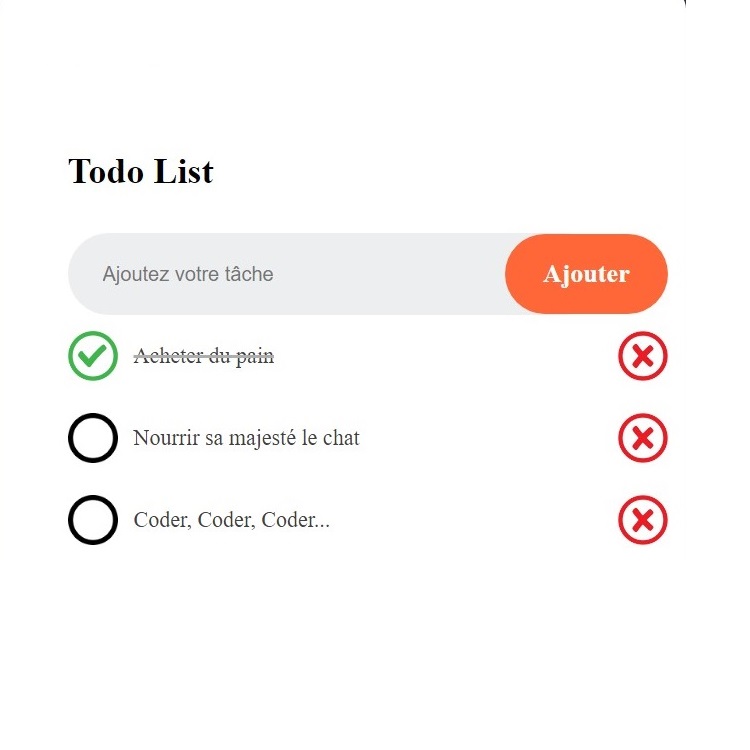 Todo List
Ajoutez votre tâche
Ajouter
Acheter du pain
Nourrir sa majesté le chat
Coder, Coder, Coder...